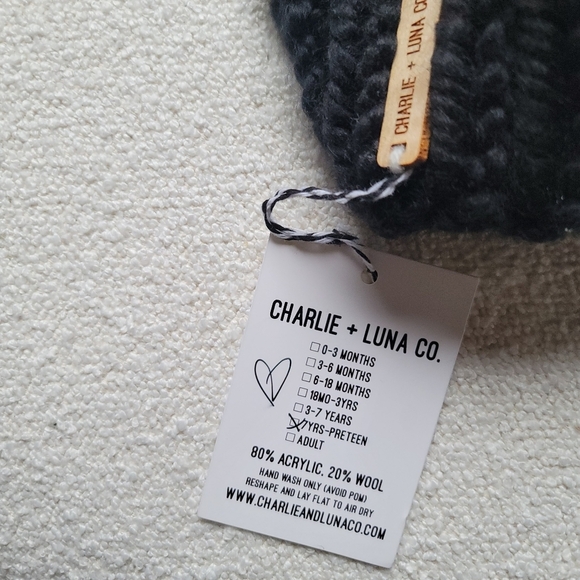 CHARLIE + LUNA CO
CHARLIE + LUNA CO.
0-3 MONTHS
3-6 MONTHS
6-18 MONTHS
18MO-3YRS
3-7 YEARS
7YRS-PRETEEN
ADULT
80% ACRYLIC, 20% WOOL
HAND WASH ONLY (AVOID POM)
RESHAPE AND LAY FLAT TO AIR DRY
WWW.CHARLIEANDLUNACO.COM